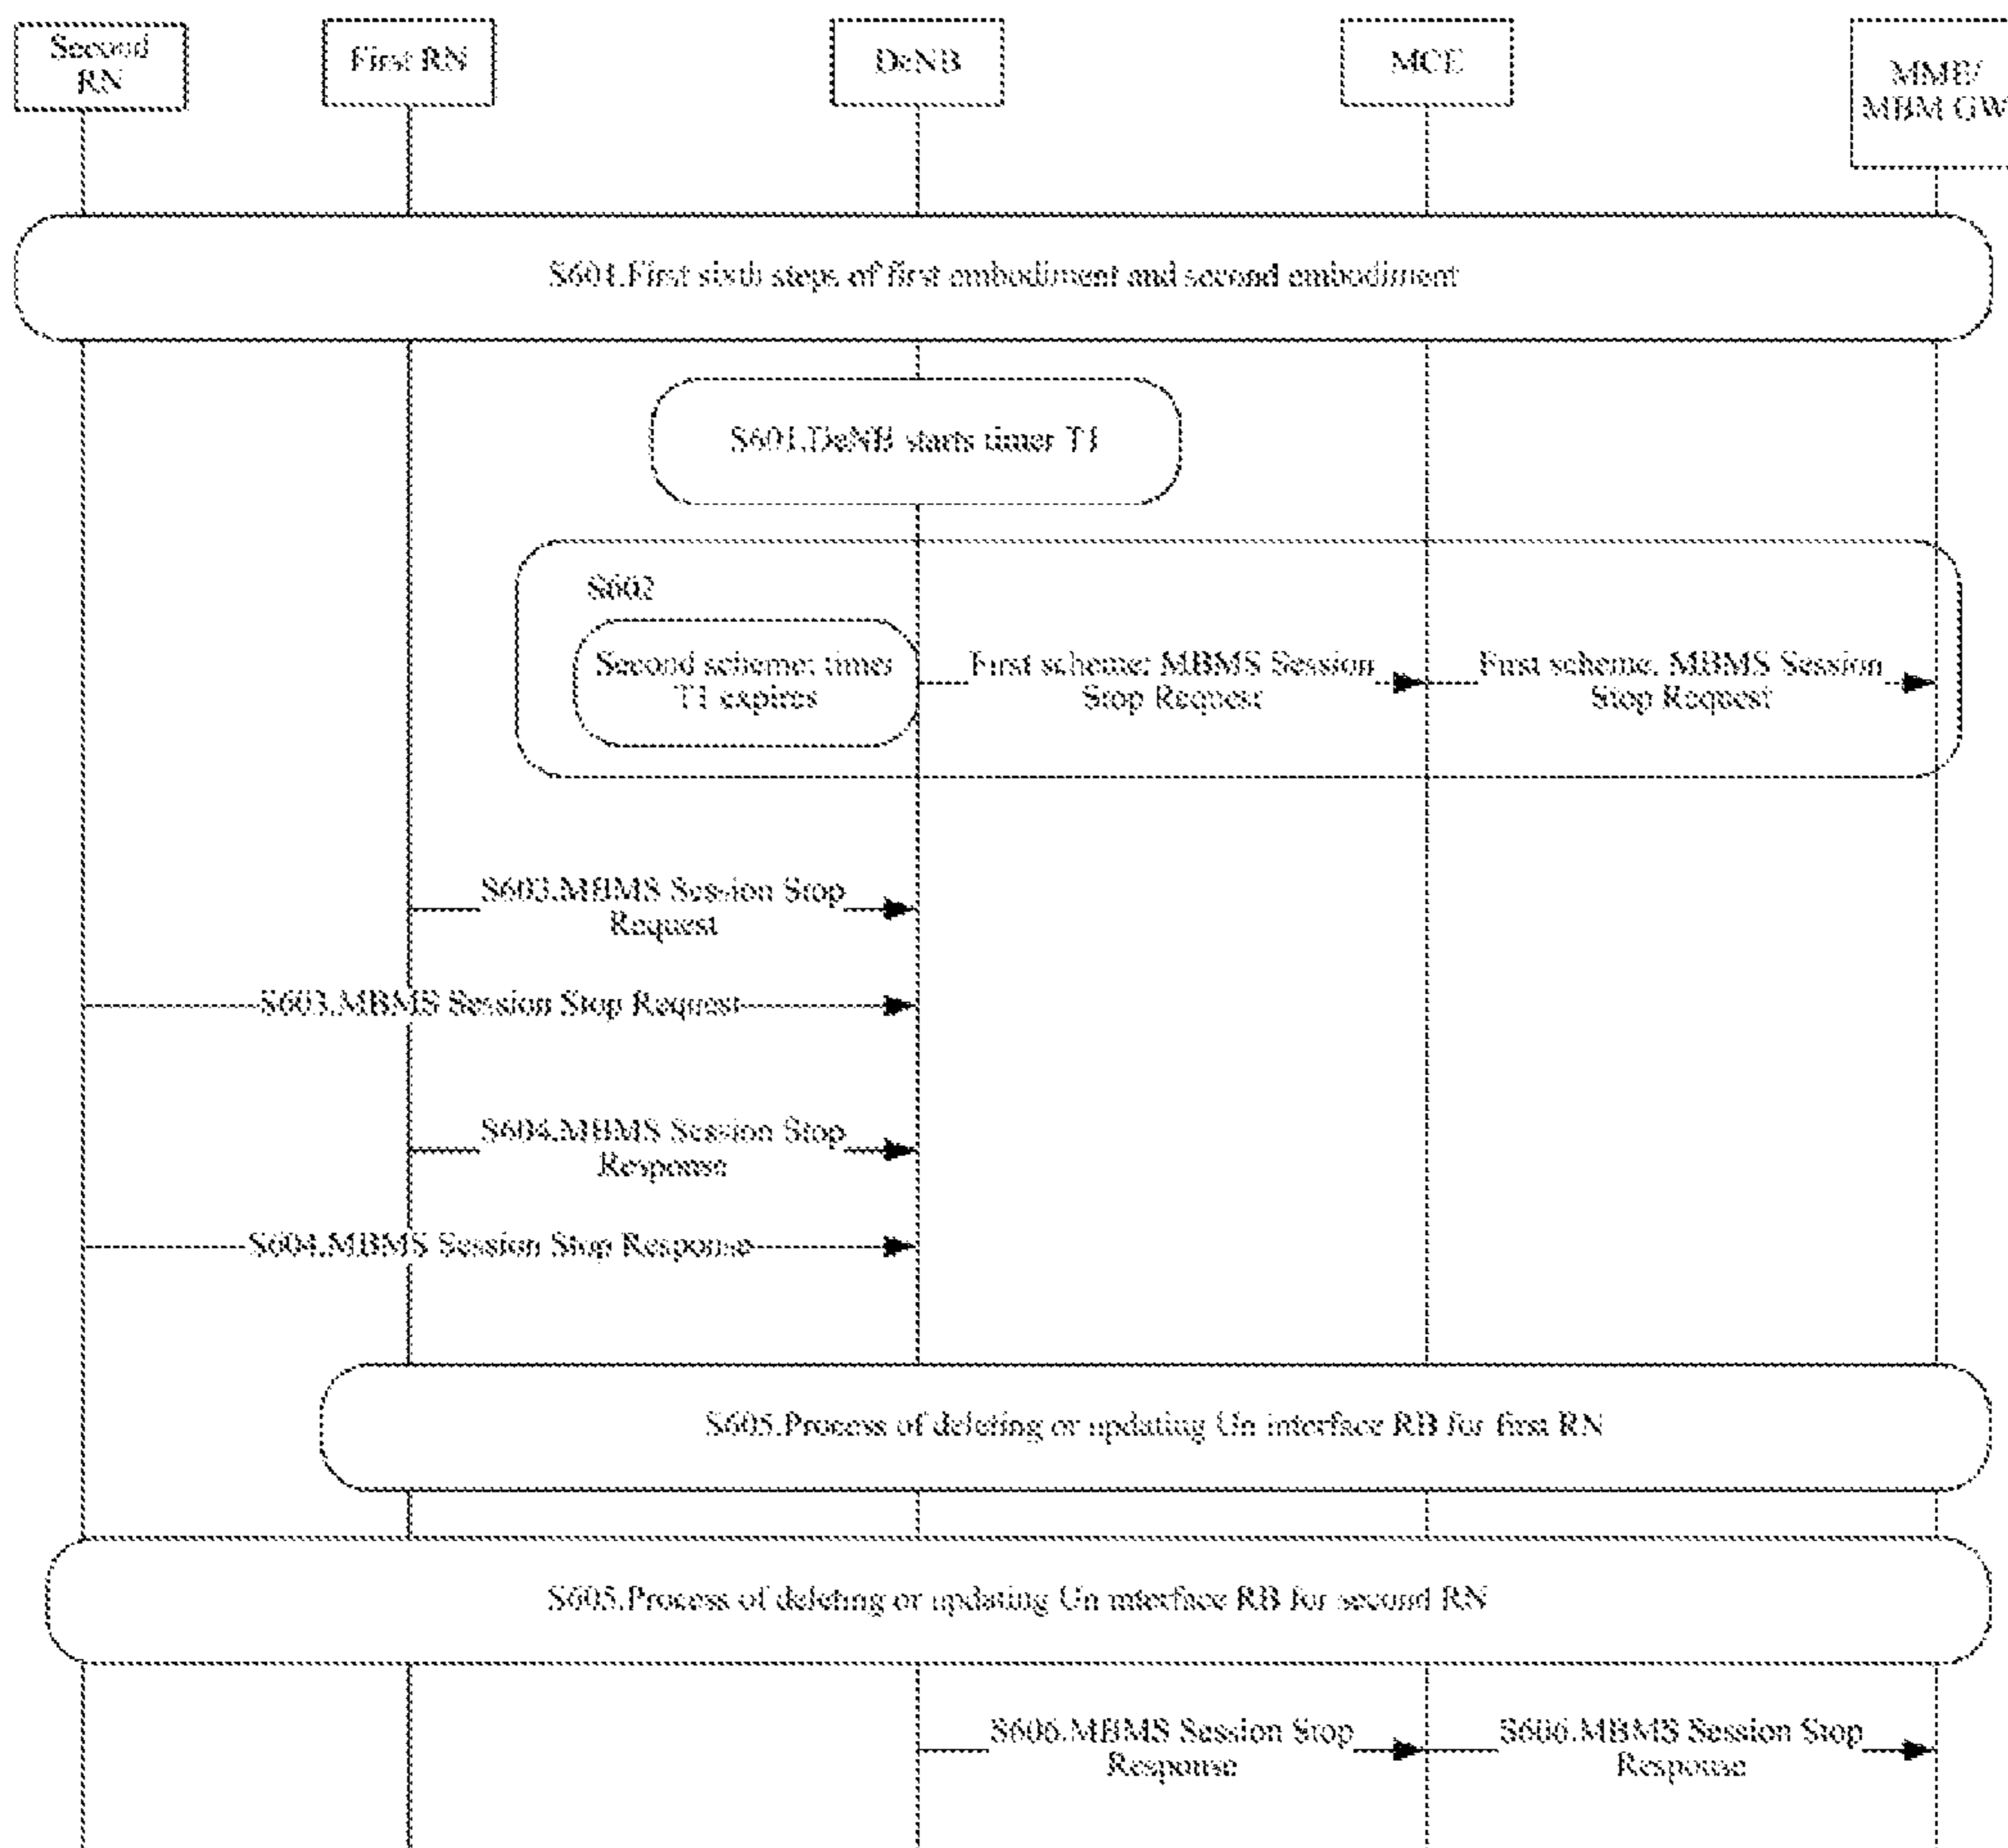 Second
RN
First RN
DeNB
MCE
MME/
MBM GW
S601.First sixth steps of first embodiment and second embodiment
S601.DeNB starts timer T1
S602
Second scheme: timer
T1 expires
First scheme: MBMS Session
Stop Request
First scheme. MBMS Session
Stop Request
S603.MBMS Session Stop
Request
S603.MBMS Session Stop Request
S604.MBMS Session Stop
Response
S604.MBMS Session Stop Response
S605.Process of deleting or updating Un interface RB for first RN
S605.Process of deleting or updating Un interface RB for second RN
S606.MBMS Session Stop
Response
S606.MBMS Session Stop
Response